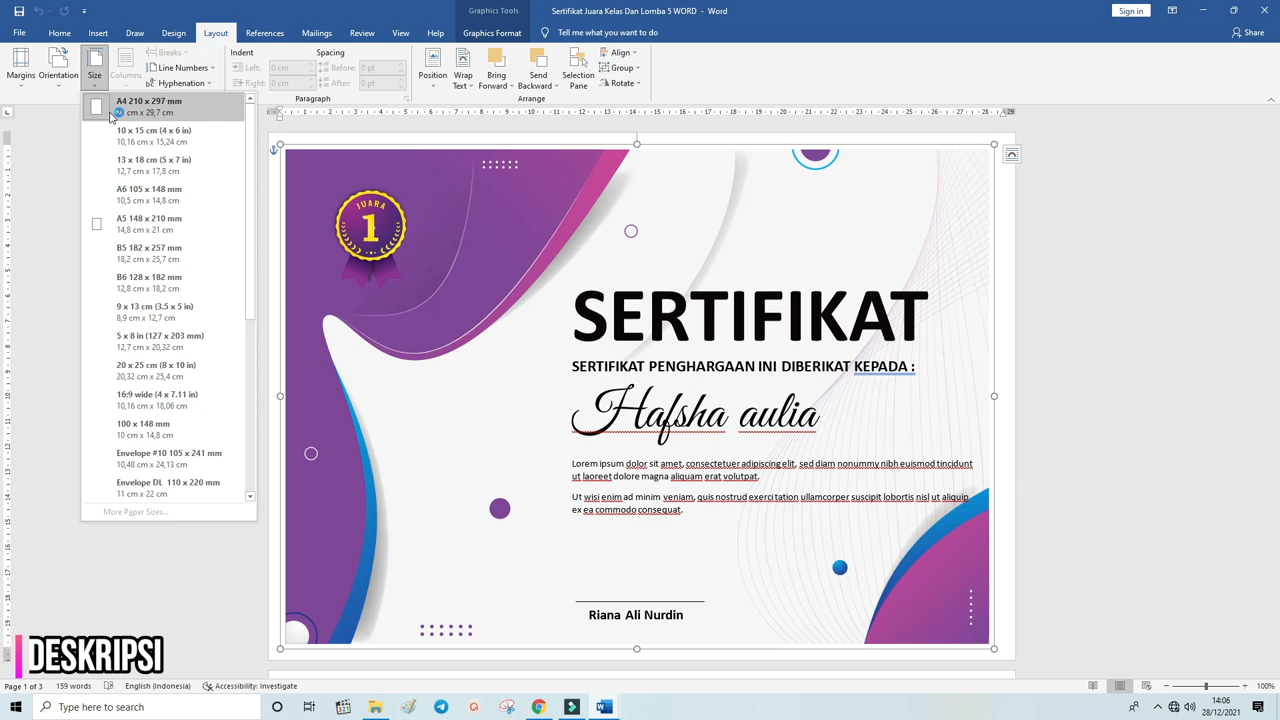 Graphics Tools
Sertifikat Juara Kelas Dan Lomba 5 WORD - Word
Sign in
File
Home
Insert
Draw
Design
Layout
References
Mailings
Review
View
Help
Graphics Format
Tell me what you want to do
Share
Margins
Orientation
Size
Columns
Breaks
Line Numbers
Hyphenation
Indent
Left:
0 cm
Right:
0 cm
Spacing
Before:
0 pt
After:
0 pt
Paragraph
Position
Wrap Text
Bring Forward
Send Backward
Selection Pane
Align
Group
Rotate
Arrange
A4 210 x 297 mm
cm x 29,7 cm
10 x 15 cm (4 x 6 in)
10,16 cm x 15,24 cm
13 x 18 cm (5 x 7 in)
12,7 cm x 17,8 cm
A6 105 x 148 mm
10,5 cm x 14,8 cm
A5 148 x 210 mm
14,8 cm x 21 cm
B5 182 x 257 mm
18,2 cm x 25,7 cm
B6 128 x 182 mm
12,8 cm x 18,2 cm
9 x 13 cm (3.5 x 5 in)
8,9 cm x 12,7 cm
5 x 8 in (127 x 203 mm)
12,7 cm x 20,32 cm
20 x 25 cm (8 x 10 in)
20,32 cm x 25,4 cm
16:9 wide (4 x 7.11 in)
10,16 cm x 18,06 cm
100 x 148 mm
10 cm x 14,8 cm
Envelope #10 105 x 241 mm
10,48 cm x 24,13 cm
Envelope DL 110 x 220 mm
11 cm x 22 cm
More Paper Sizes...
JUARA
1
SERTIFIKAT
SERTIFIKAT PENGHARGAAN INI DIBERIKAT KEPADA :
Hafsha aulia
Lorem ipsum dolor sit amet, consectetuer adipiscing elit, sed diam nonummy nibh euismod tincidunt
ut laoreet dolore magna aliquam erat volutpat.
Ut wisi enim ad minim veniam, quis nostrud exerci tation ullamcorper suscipit lobortis nisl ut aliquip
ex ea commodo consequat.
Riana Ali Nurdin
DESKRIPSI
Page 1 of 3
159 words
English (Indonesia)
Accessibility: Investigate
100%
Type here to search
14:06
28/12/2021